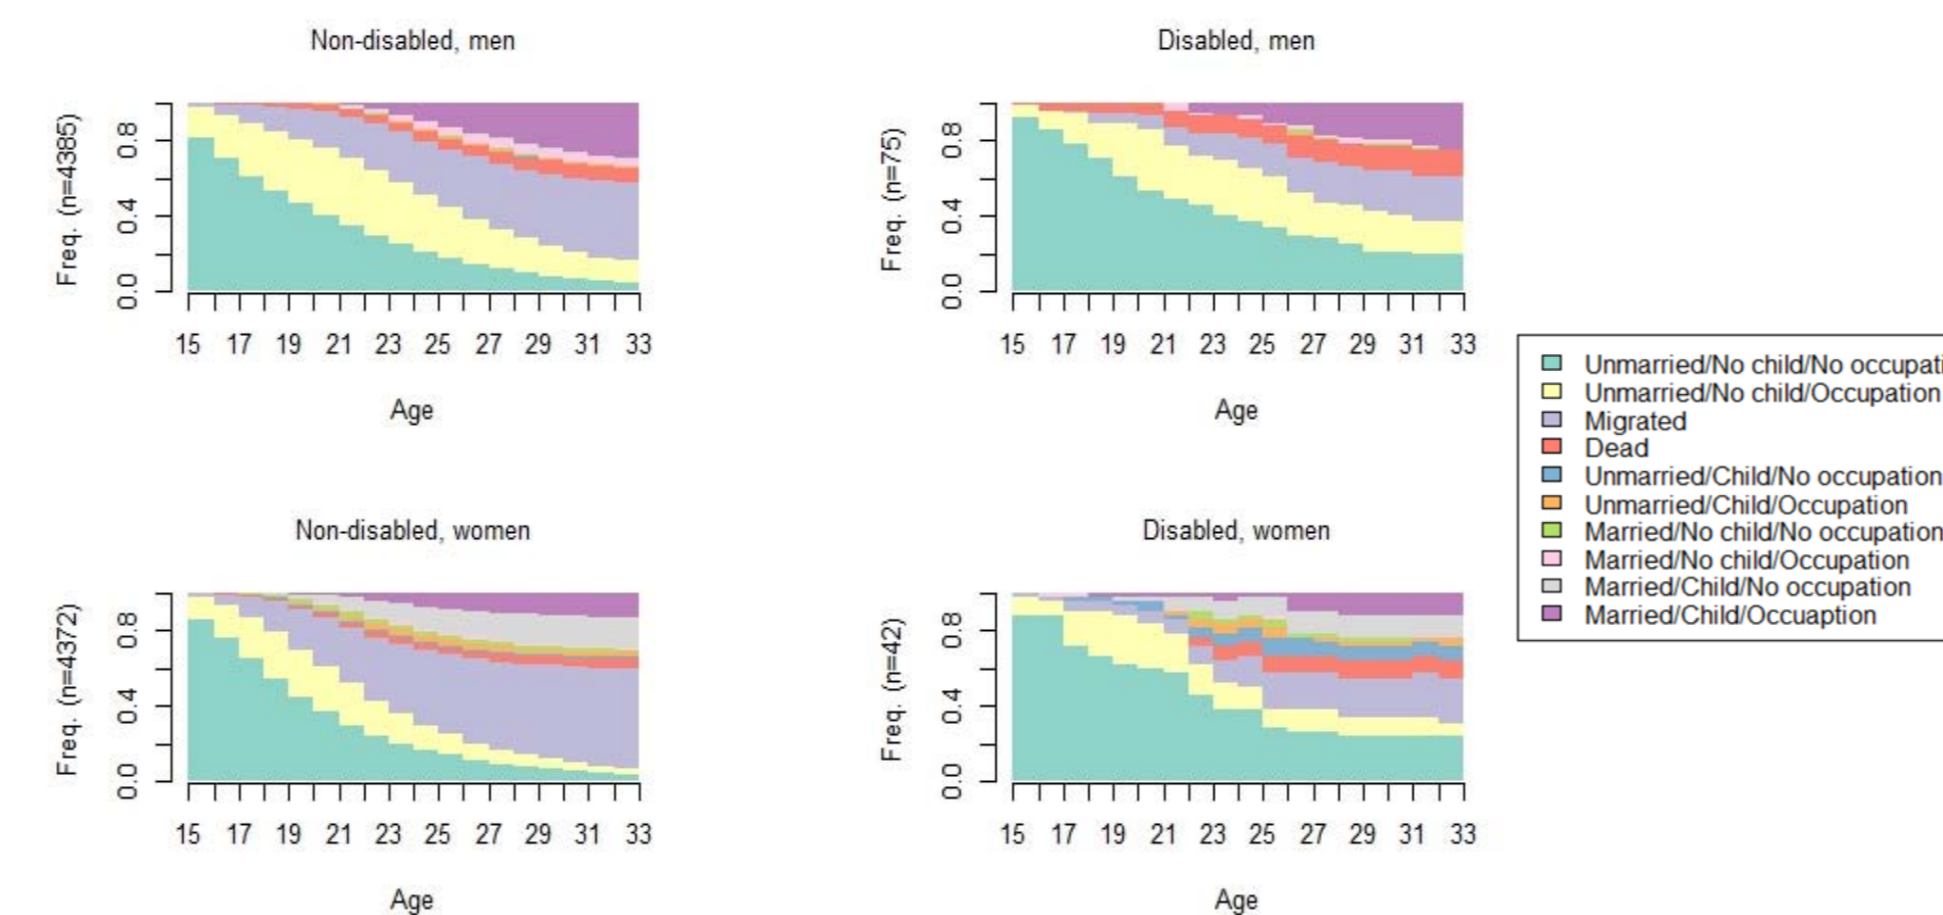 Non-disabled, men
Freq. (n=4385)
0.0 0.4 0.8
15 17 19 21 23 25 27 29 31 33
Age
Disabled, men
Freq. (n=75)
0.0 0.4 0.8
15 17 19 21 23 25 27 29 31 33
Age
Non-disabled, women
Freq. (n=4372)
0.0 0.4 0.8
15 17 19 21 23 25 27 29 31 33
Age
Disabled, women
Freq. (n=42)
0.0 0.4 0.8
15 17 19 21 23 25 27 29 31 33
Age
Unmarried/No child/No occupati
Unmarried/No child/Occupation
Migrated
Dead
Unmarried/Child/No occupation
Unmarried/Child/Occupation
Married/No child/No occupation
Married/No child/Occupation
Married/Child/No occupation
Married/Child/Occuaption